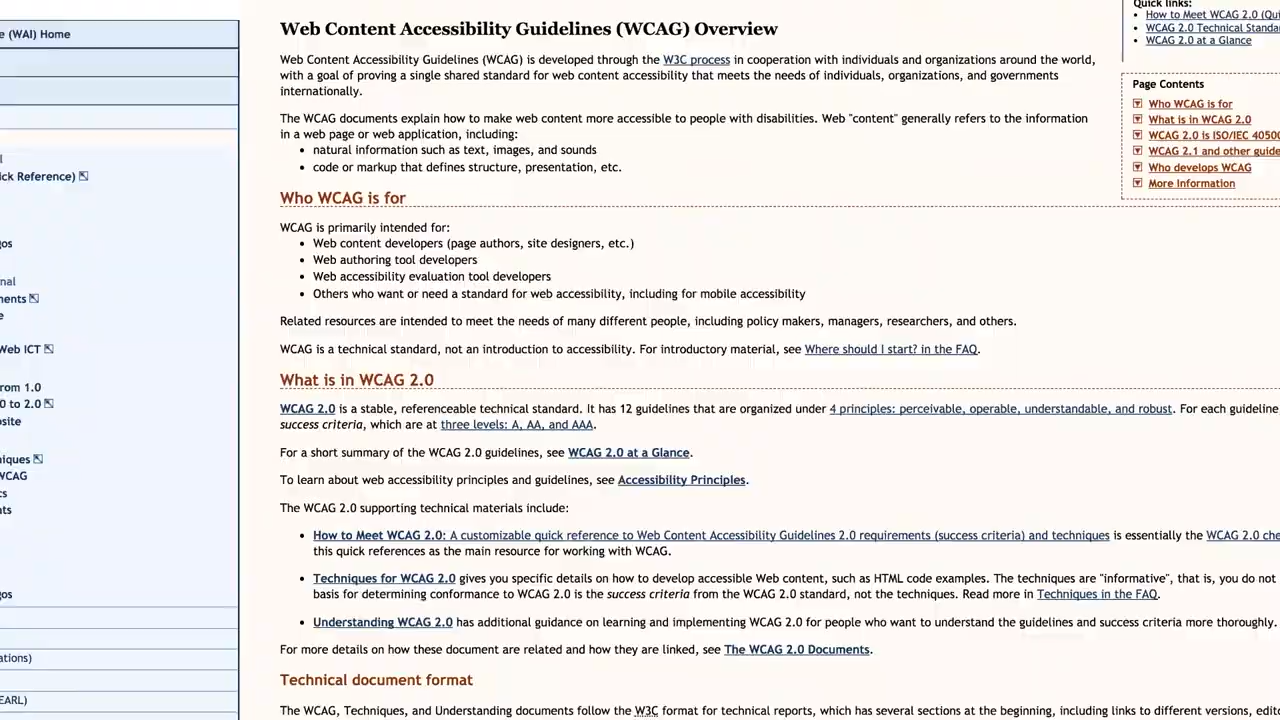 e (WAI) Home
ick Reference)
gos
nal
ments
e
Web ICT
rom 1.0
0 to 2.0
osite
niques
WCAG
cs
nts
gos
ations)
EARL)
Web Content Accessibility Guidelines (WCAG) Overview
Web Content Accessibility Guidelines (WCAG) is developed through the W3C process in cooperation with individuals and organizations around the world,
with a goal of proving a single shared standard for web content accessibility that meets the needs of individuals, organizations, and governments
internationally.
The WCAG documents explain how to make web content more accessible to people with disabilities. Web "content" generally refers to the information
in a web page or web application, including:
• natural information such as text, images, and sounds
• code or markup that defines structure, presentation, etc.
Who WCAG is for
WCAG is primarily intended for:
• Web content developers (page authors, site designers, etc.)
• Web authoring tool developers
• Web accessibility evaluation tool developers
• Others who want or need a standard for web accessibility, including for mobile accessibility
Related resources are intended to meet the needs of many different people, including policy makers, managers, researchers, and others.
WCAG is a technical standard, not an introduction to accessibility. For introductory material, see Where should I start? in the FAQ.
What is in WCAG 2.0
WCAG 2.0 is a stable, referenceable technical standard. It has 12 guidelines that are organized under 4 principles: perceivable, operable, understandable, and robust. For each guideline
success criteria, which are at three levels: A, AA, and AAA.
For a short summary of the WCAG 2.0 guidelines, see WCAG 2.0 at a Glance.
To learn about web accessibility principles and guidelines, see Accessibility Principles.
The WCAG 2.0 supporting technical materials include:
• How to Meet WCAG 2.0: A customizable quick reference to Web Content Accessibility Guidelines 2.0 requirements (success criteria) and techniques is essentially the WCAG 2.0 che
this quick references as the main resource for working with WCAG.
• Techniques for WCAG 2.0 gives you specific details on how to develop accessible Web content, such as HTML code examples. The techniques are "informative", that is, you do not
basis for determining conformance to WCAG 2.0 is the success criteria from the WCAG 2.0 standard, not the techniques. Read more in Techniques in the FAQ.
• Understanding WCAG 2.0 has additional guidance on learning and implementing WCAG 2.0 for people who want to understand the guidelines and success criteria more thoroughly.
For more details on how these document are related and how they are linked, see The WCAG 2.0 Documents.
Technical document format
The WCAG, Techniques, and Understanding documents follow the W3C format for technical reports, which has several sections at the beginning, including links to different versions, edito
Quick links:
• How to Meet WCAG 2.0 (Qui
• WCAG 2.0 Technical Standa
• WCAG 2.0 at a Glance
Page Contents
Who WCAG is for
What is in WCAG 2.0
WCAG 2.0 is ISO/IEC 40500
WCAG 2.1 and other guide
Who develops WCAG
More Information